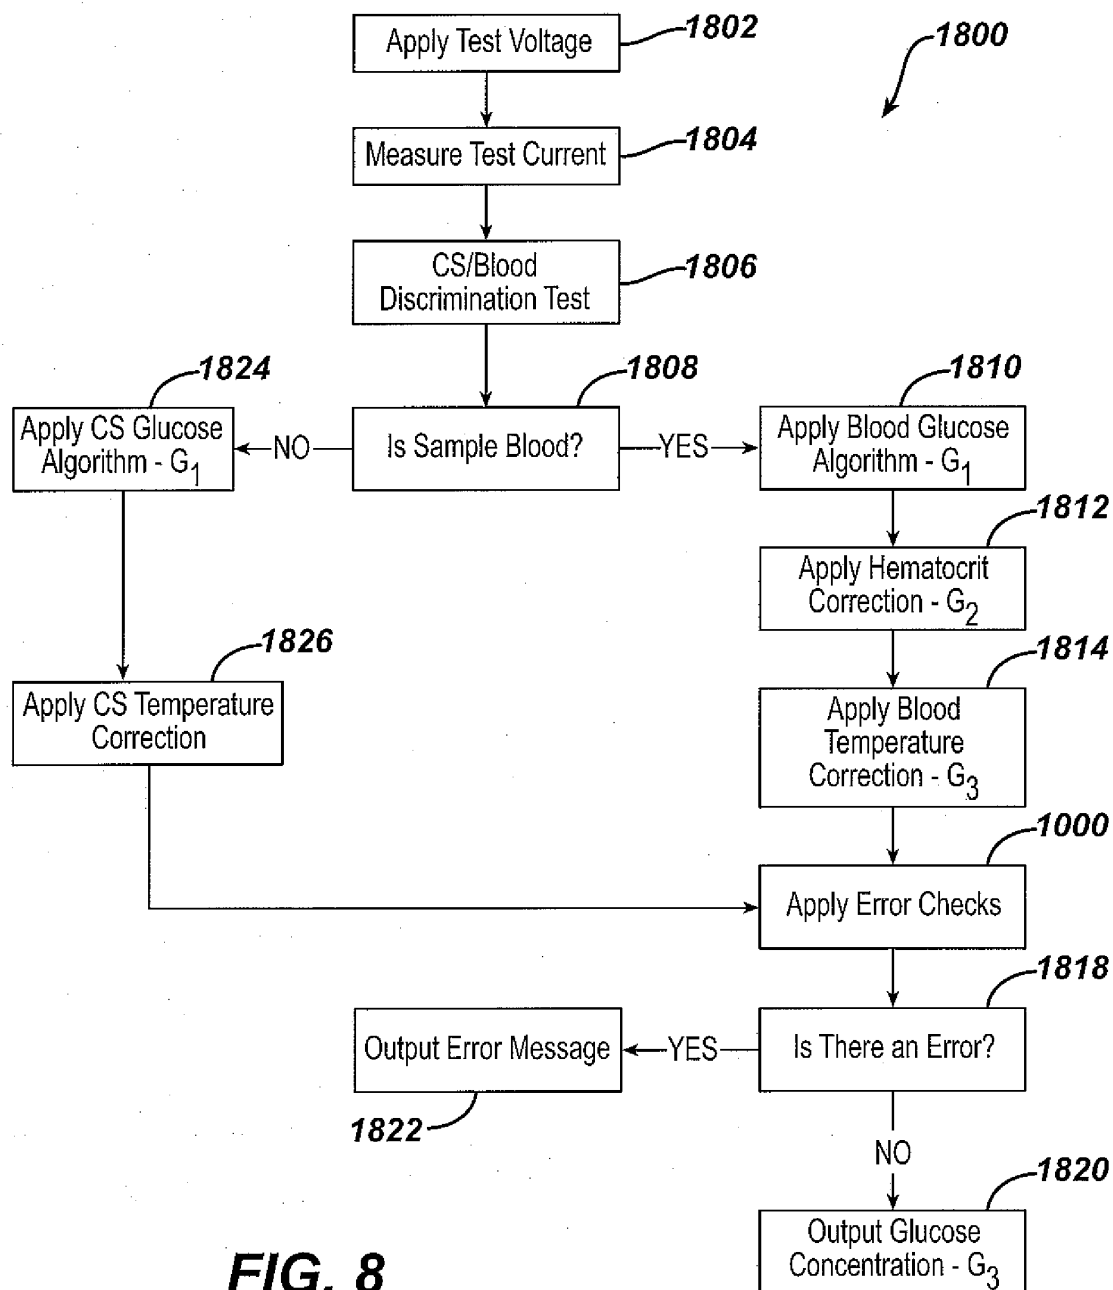 Apply Test Voltage
1802
1800
Measure Test Current
1804
CS/Blood
Discrimination Test
1806
1824
1808
1810
Apply CS Glucose
Algorithm - G1
NO
Is Sample Blood?
YES
Apply Blood Glucose
Algorithm - G1
1812
Apply Hematocrit
Correction - G2
1826
1814
Apply CS Temperature
Correction
Apply Blood
Temperature
Correction - G3
1000
Apply Error Checks
1818
Output Error Message
YES
Is There an Error?
1822
NO
1820
Output Glucose
Concentration - G3
FIG. 8